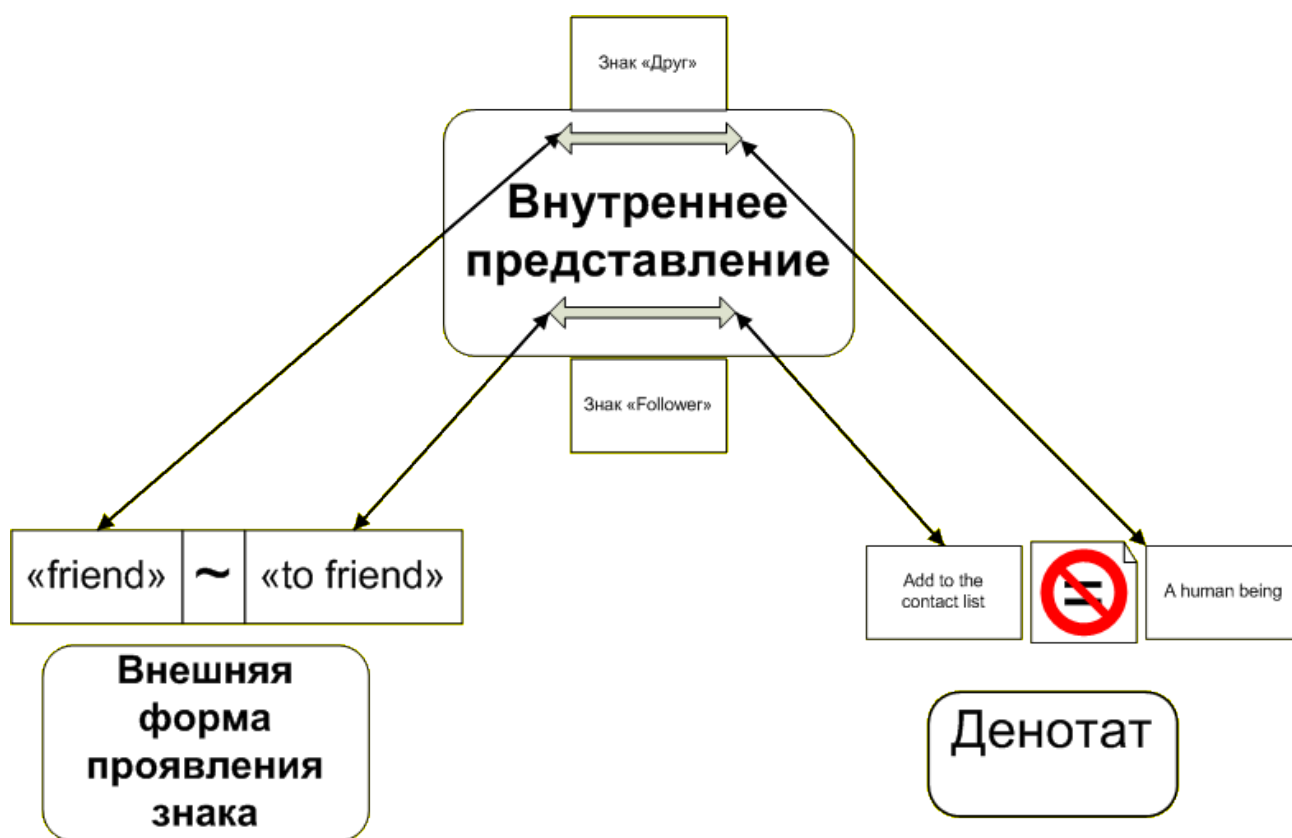 Знак «Друг»
Внутреннее
представление
Знак «Follower»
«friend» ~ «to friend»
Add to the
contact list
=
A human being
Внешняя
форма
проявления
знака
Денотат